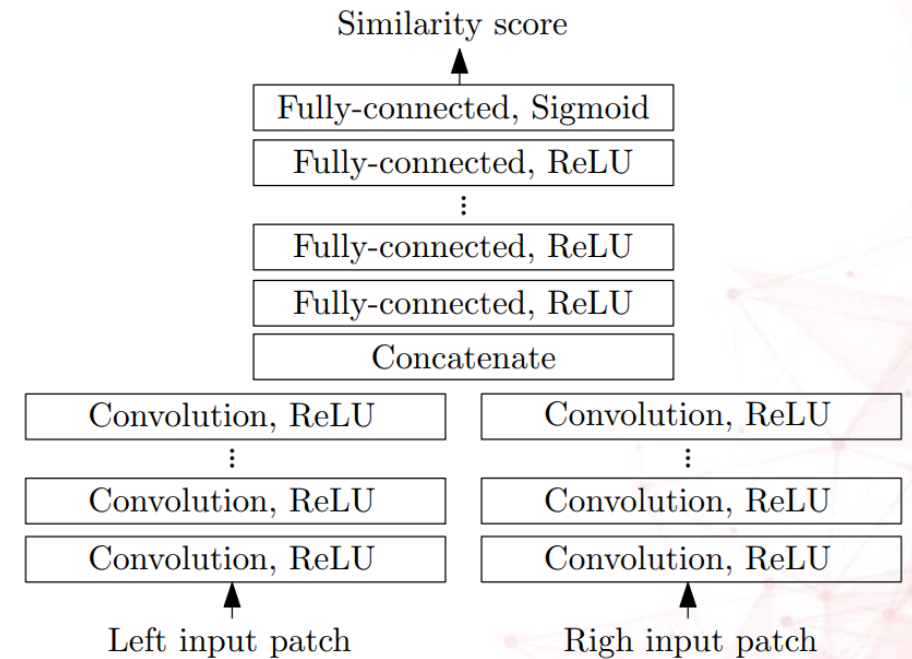 Similarity score
Fully-connected, Sigmoid
Fully-connected, ReLU
⋮
Fully-connected, ReLU
Fully-connected, ReLU
Concatenate
Convolution, ReLU Convolution, ReLU
⋮ ⋮
Convolution, ReLU Convolution, ReLU
Convolution, ReLU Convolution, ReLU
Left input patch Righ input patch